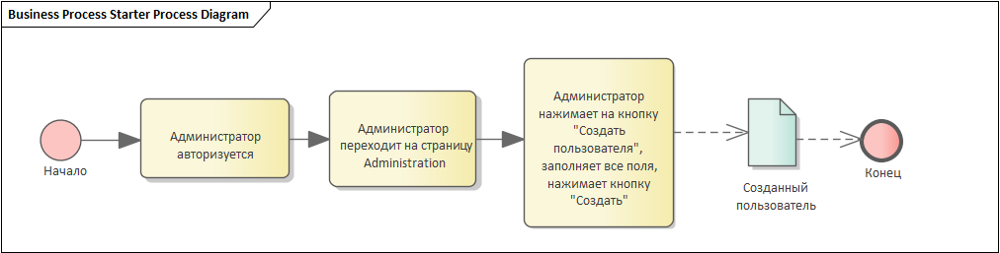 Business Process Starter Process Diagram
Начало
Администратор
авторизуется
Администратор
переходит на страницу
Administration
Администратор
нажимает на кнопку
"Создать
пользователя",
заполняет все поля,
нажимает кнопку
"Создать"
Созданный
пользователь
Конец